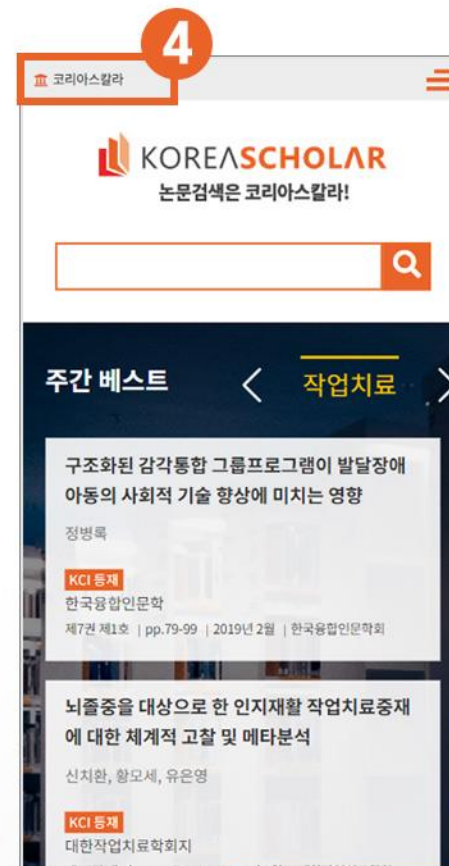 4
코리아스칼라
KOREASCHOLAR
논문검색은 코리아스칼라!
주간 베스트
작업치료
구조화된 감각통합 그룹프로그램이 발달장애
아동의 사회적 기술 향상에 미치는 영향
정병록
KCI 등재
한국융합인문학
제7권 제1호 | pp.79-99 | 2019년 2월 | 한국융합인문학회
뇌졸중을 대상으로 한 인지재활 작업치료중재
에 대한 체계적 고찰 및 메타분석
신치환, 황모세, 유은영
KCI 등재
대한작업치료학회지